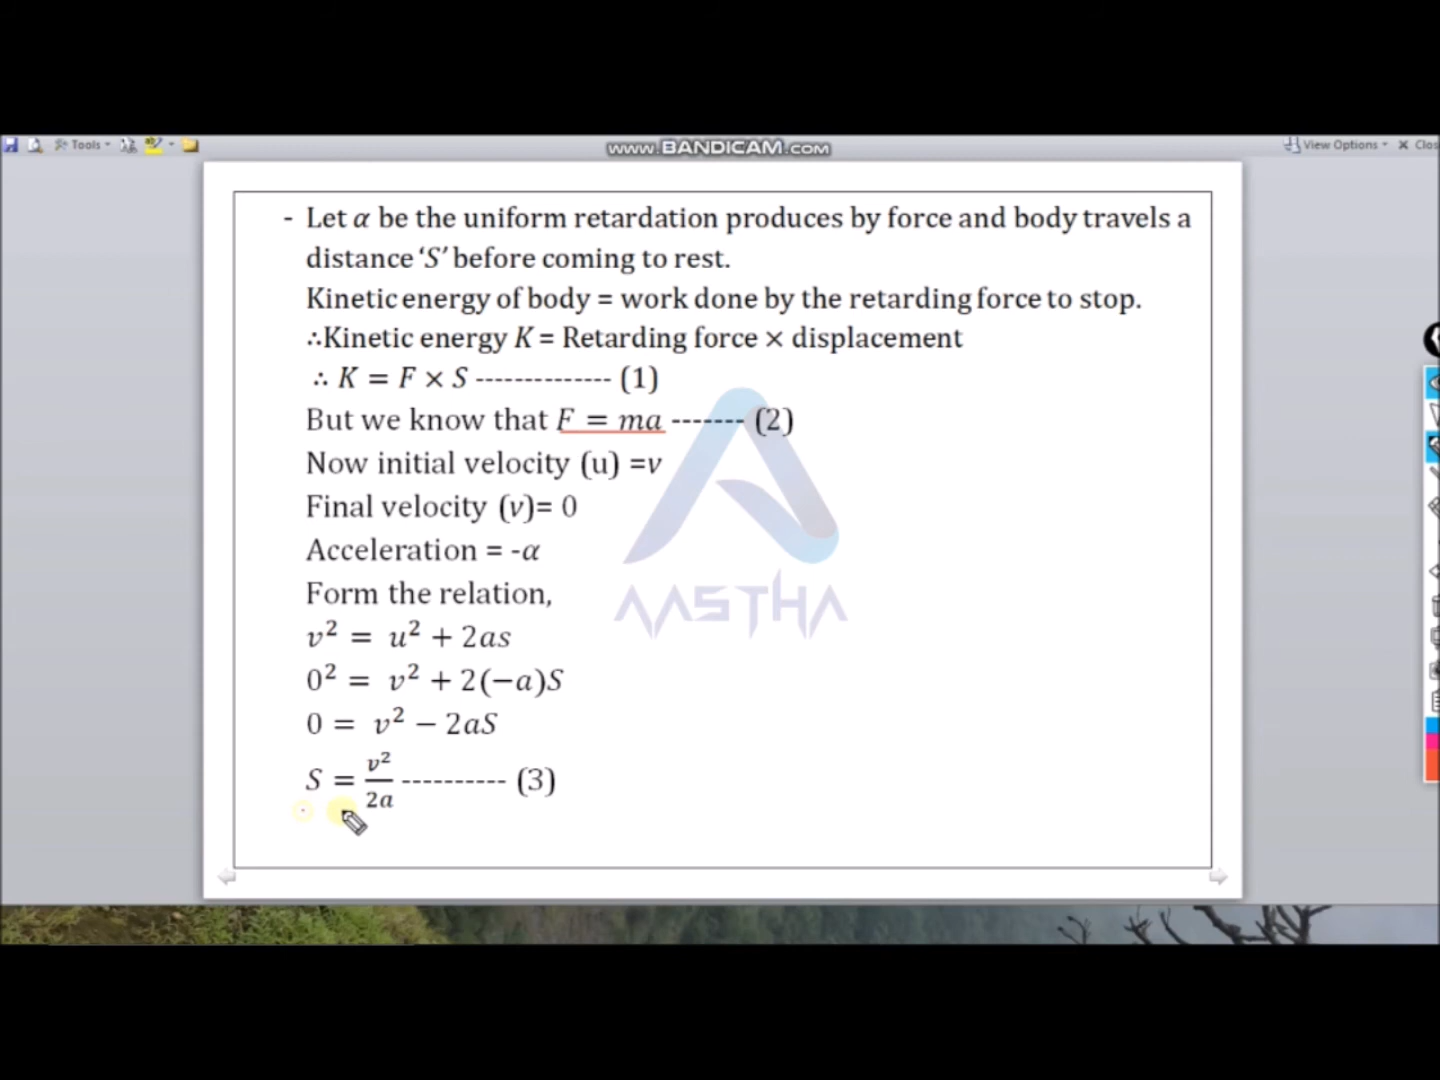 Tools
www.BANDICAM.com
View Options
Clos
- Let α be the uniform retardation produces by force and body travels a
distance ‘S’ before coming to rest.
Kinetic energy of body = work done by the retarding force to stop.
∴Kinetic energy K = Retarding force × displacement
∴ K = F × S -------------- (1)
But we know that F = ma ------- (2)
Now initial velocity (u) =v
Final velocity (v)= 0
Acceleration = -α
Form the relation,
v² = u² + 2as
0² = v² + 2(−a)S
0 = v² − 2aS
S = v²/2a ---------- (3)
AASTHA